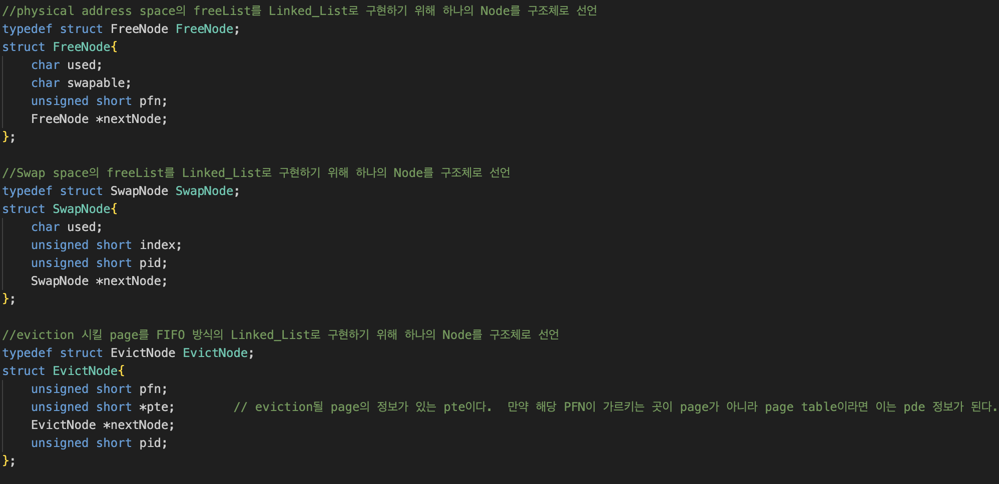 //physical address space의 freeList를 Linked_List로 구현하기 위해 하나의 Node를 구조체로 선언
typedef struct FreeNode FreeNode;
struct FreeNode{
    char used;
    char swapable;
    unsigned short pfn;
    FreeNode *nextNode;
};

//Swap space의 freeList를 Linked_List로 구현하기 위해 하나의 Node를 구조체로 선언
typedef struct SwapNode SwapNode;
struct SwapNode{
    char used;
    unsigned short index;
    unsigned short pid;
    SwapNode *nextNode;
};

//eviction 시킬 page를 FIFO 방식의 Linked_List로 구현하기 위해 하나의 Node를 구조체로 선언
typedef struct EvictNode EvictNode;
struct EvictNode{
    unsigned short pfn;
    unsigned short *pte;        // eviction될 page의 정보가 있는 pte이다.  만약 해당 PFN이 가르키는 곳이 page가 아니라 page table이라면 이는 pde 정보가 된다.
    EvictNode *nextNode;
    unsigned short pid;
};